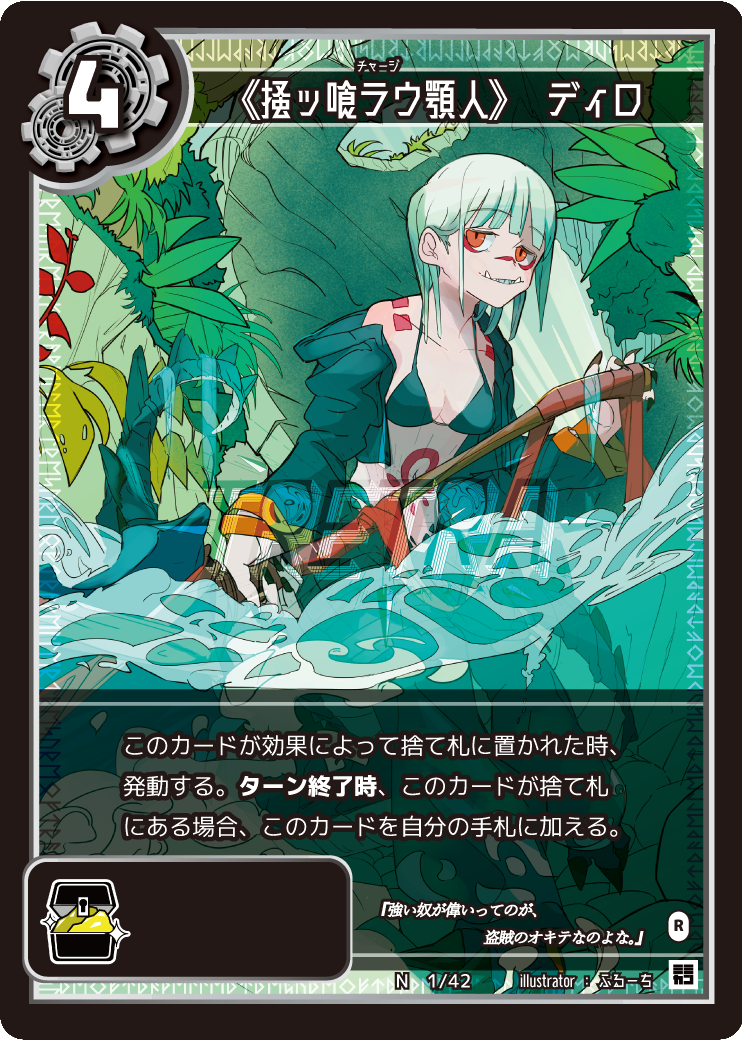 4
チャージ
《掻ッ喰ラウ顎人》 ディロ
このカードが効果によって捨て札に置かれた時、
発動する。ターン終了時、このカードが捨て札
にある場合、このカードを自分の手札に加える。
『強い奴が偉いってのが、
盗賊のオキテなのよな。』
R
N 1/42 illustrator : ぷろーち